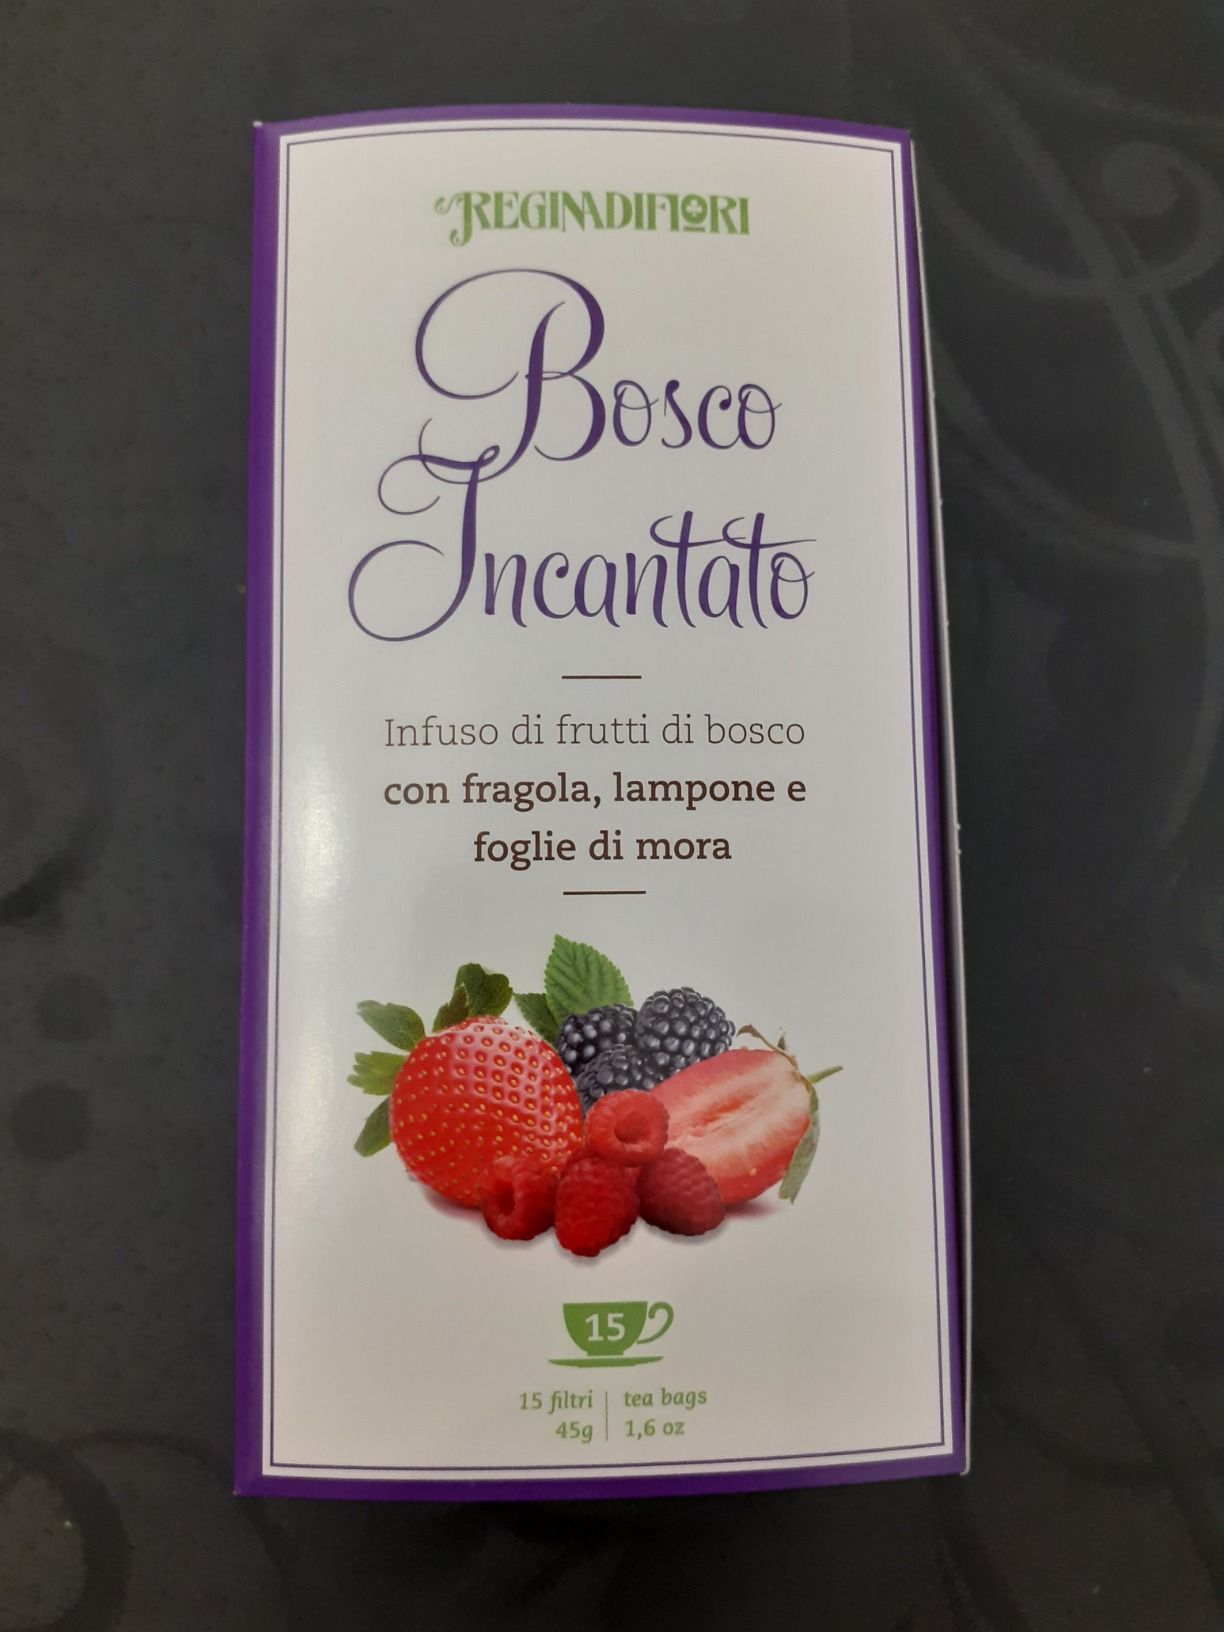 REGINADIFIORI
Bosco
Incantato
Infuso di frutti di bosco
con fragola, lampone e
foglie di mora
15
15 filtri | tea bags
45g | 1,6 oz